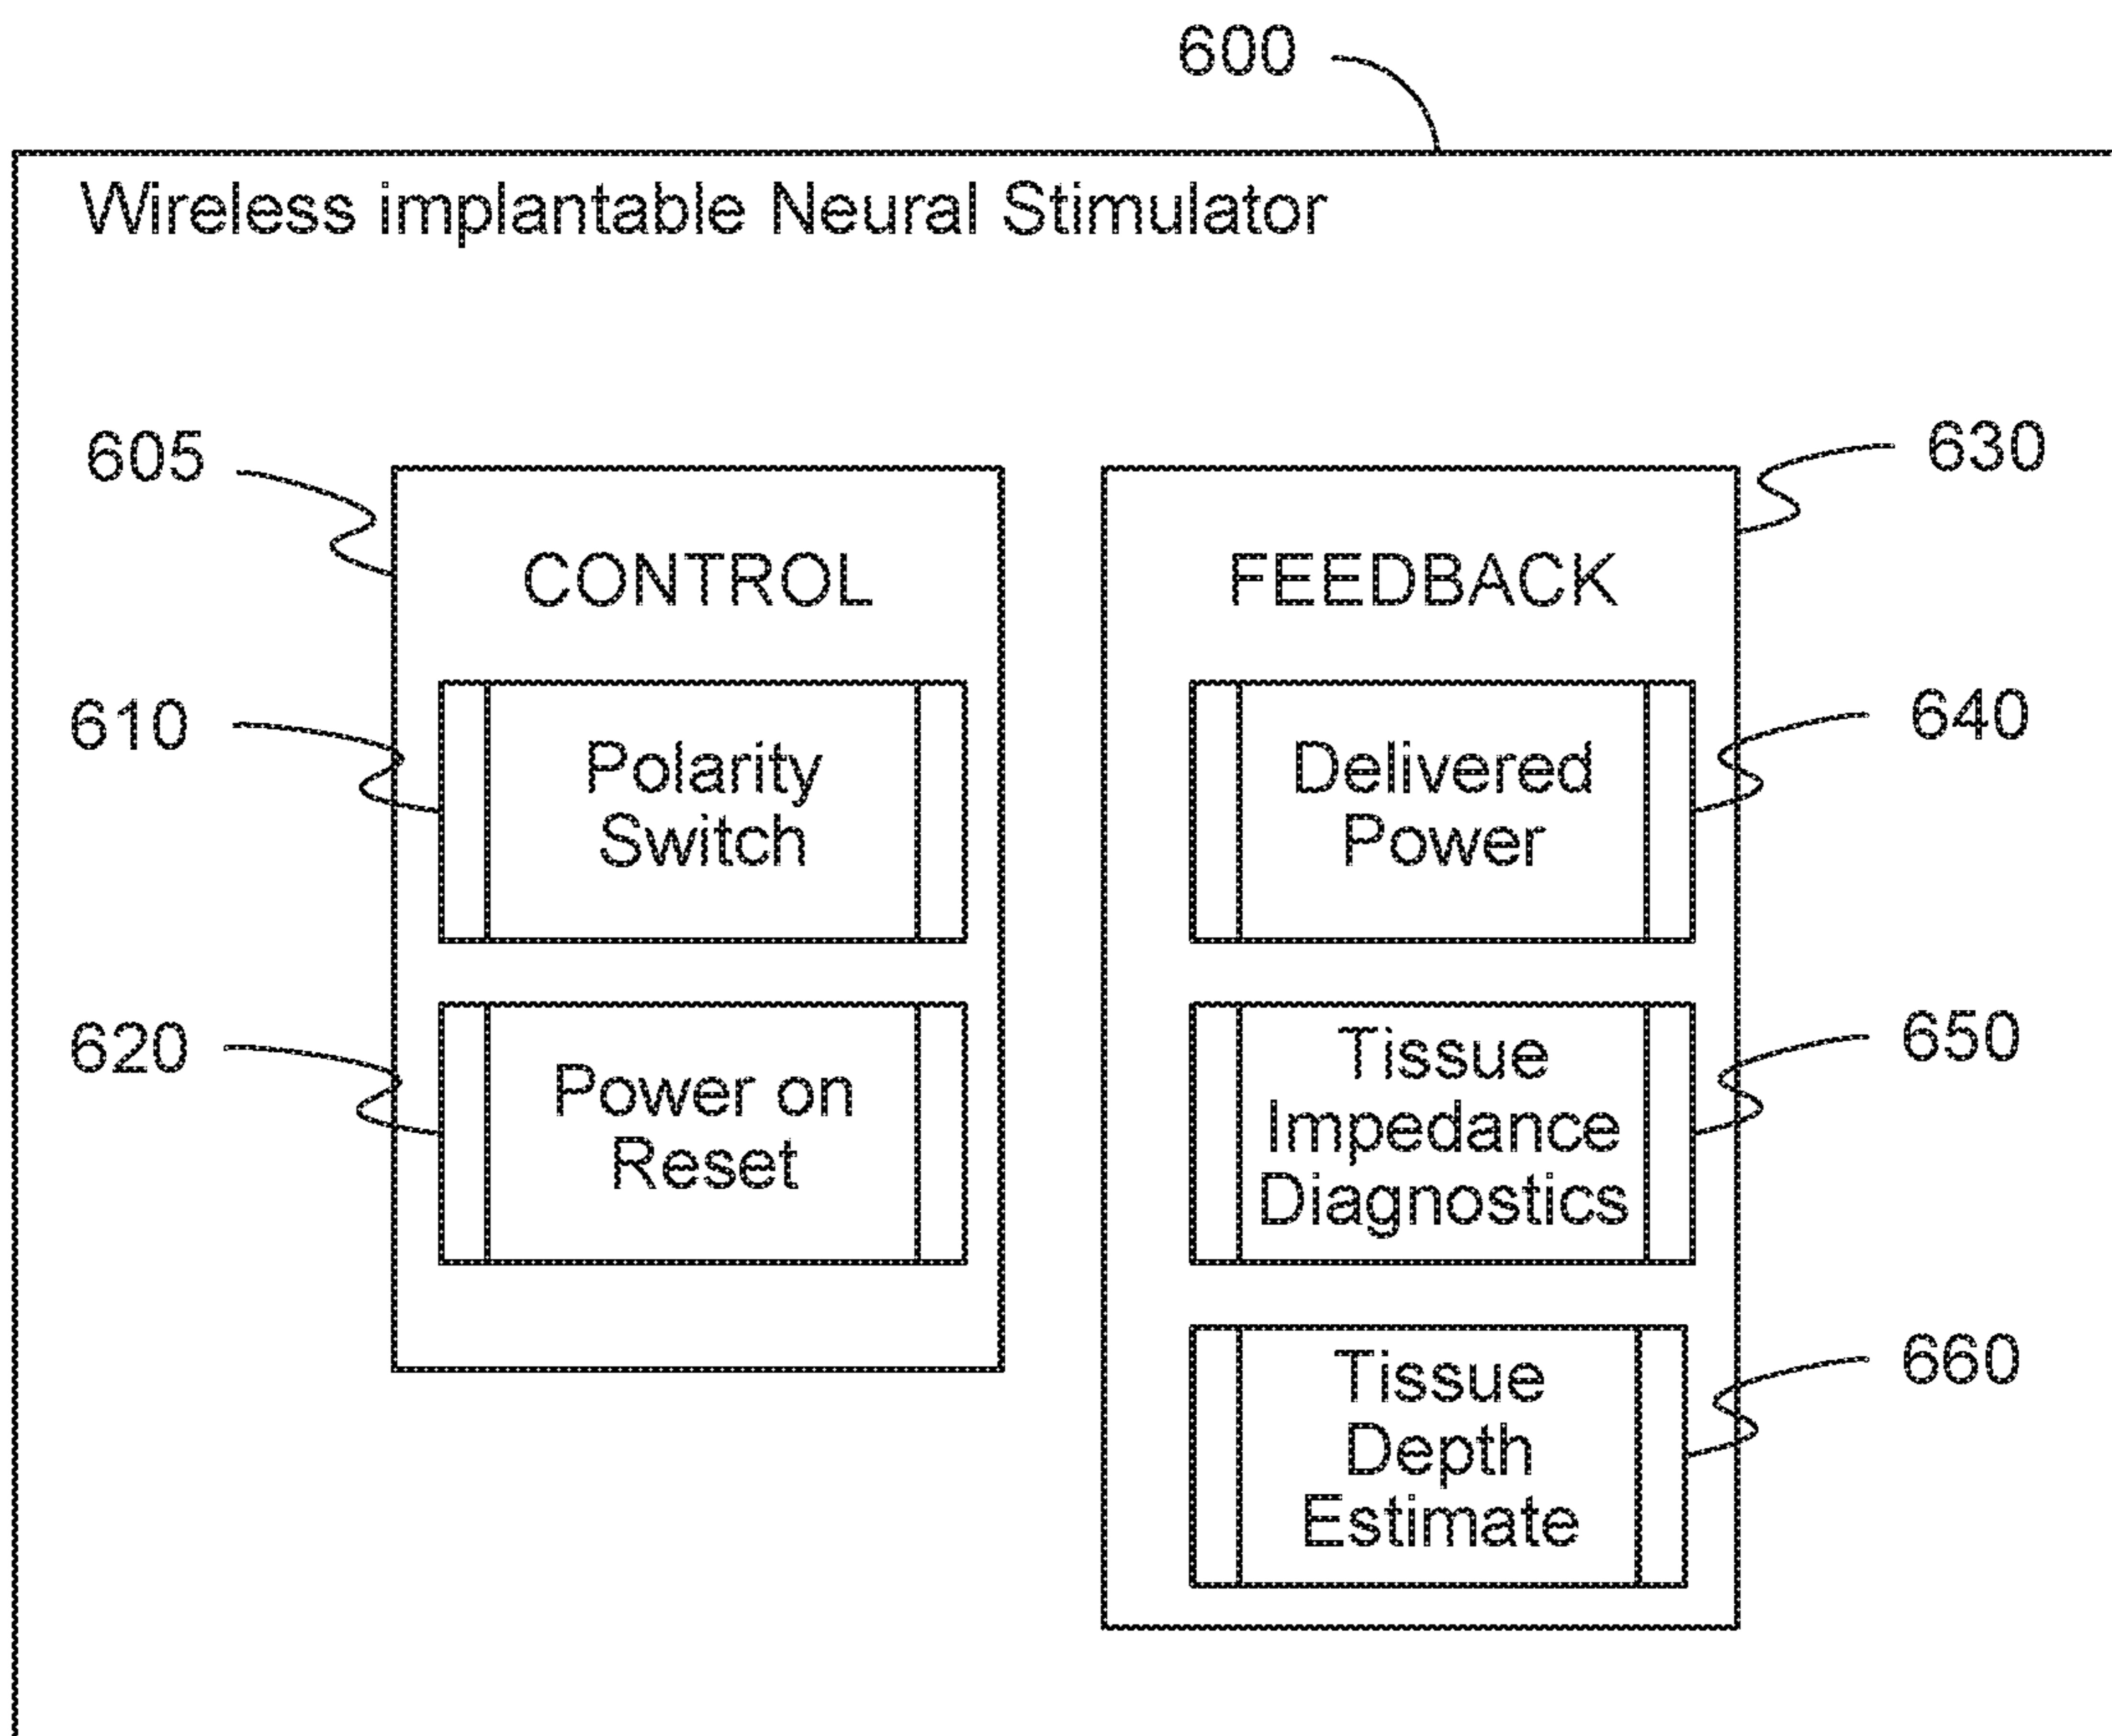 600
Wireless implantable Neural Stimulator
605
CONTROL
610
Polarity
Switch
620
Power on
Reset
630
FEEDBACK
640
Delivered
Power
650
Tissue
Impedance
Diagnostics
660
Tissue
Depth
Estimate